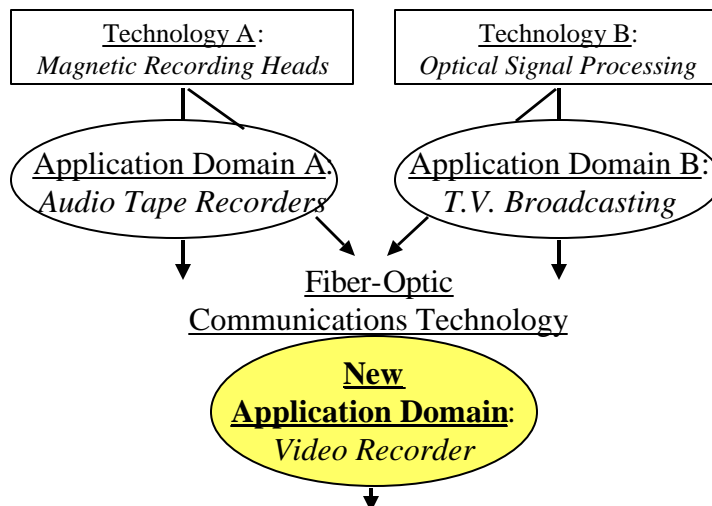 Technology A:
Magnetic Recording Heads
Technology B:
Optical Signal Processing
Application Domain A:
Audio Tape Recorders
Application Domain B:
T.V. Broadcasting
Fiber-Optic
Communications Technology
New
Application Domain:
Video Recorder